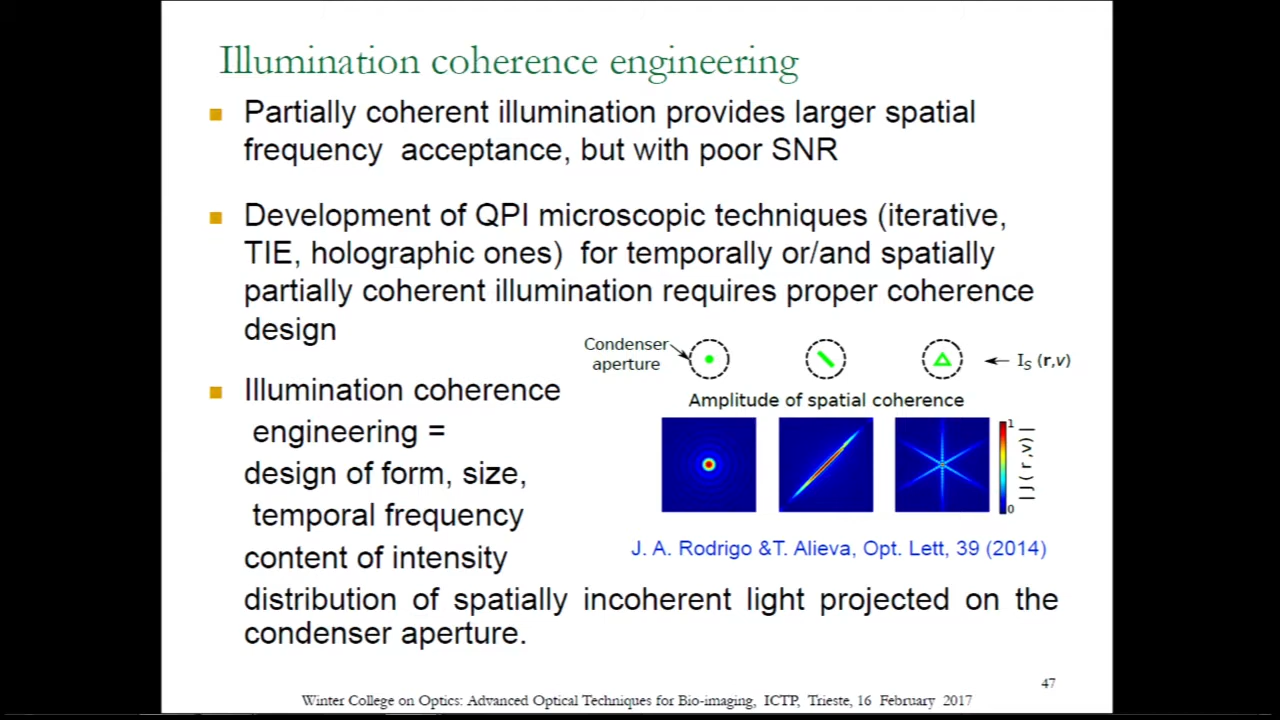 Illumination coherence engineering
Partially coherent illumination provides larger spatial
frequency acceptance, but with poor SNR
Development of QPI microscopic techniques (iterative,
TIE, holographic ones) for temporally or/and spatially
partially coherent illumination requires proper coherence
design
Condenser
aperture
I_S (r,v)
Amplitude of spatial coherence
1
0
| J ( r ,v) |
J. A. Rodrigo &T. Alieva, Opt. Lett, 39 (2014)
Illumination coherence
engineering =
design of form, size,
temporal frequency
content of intensity
distribution of spatially incoherent light projected on the
condenser aperture.
47
Winter College on Optics: Advanced Optical Techniques for Bio-imaging, ICTP, Trieste, 16 February 2017